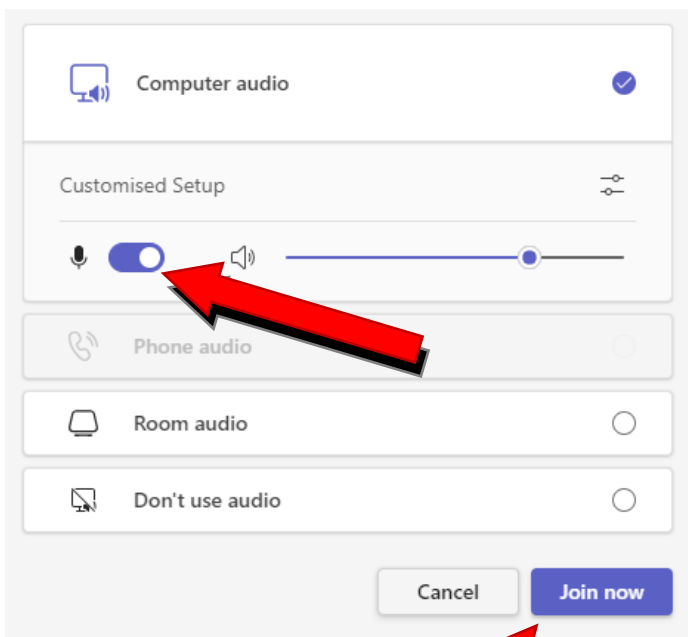 Computer audio
Customised Setup
Phone audio
Room audio
Don't use audio
Cancel Join now